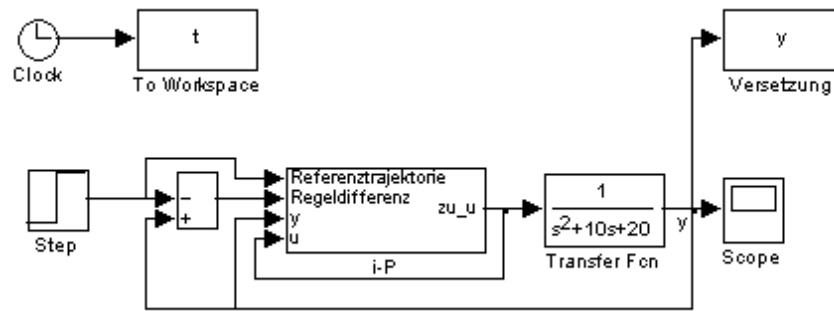 t
y
Clock
To Workspace
Versetzung
Referenztrajektorie
Regeldifferenz
y
u
zu_u
−
+
1
s²+10s+20
y
Step
i-P
Transfer Fcn
Scope